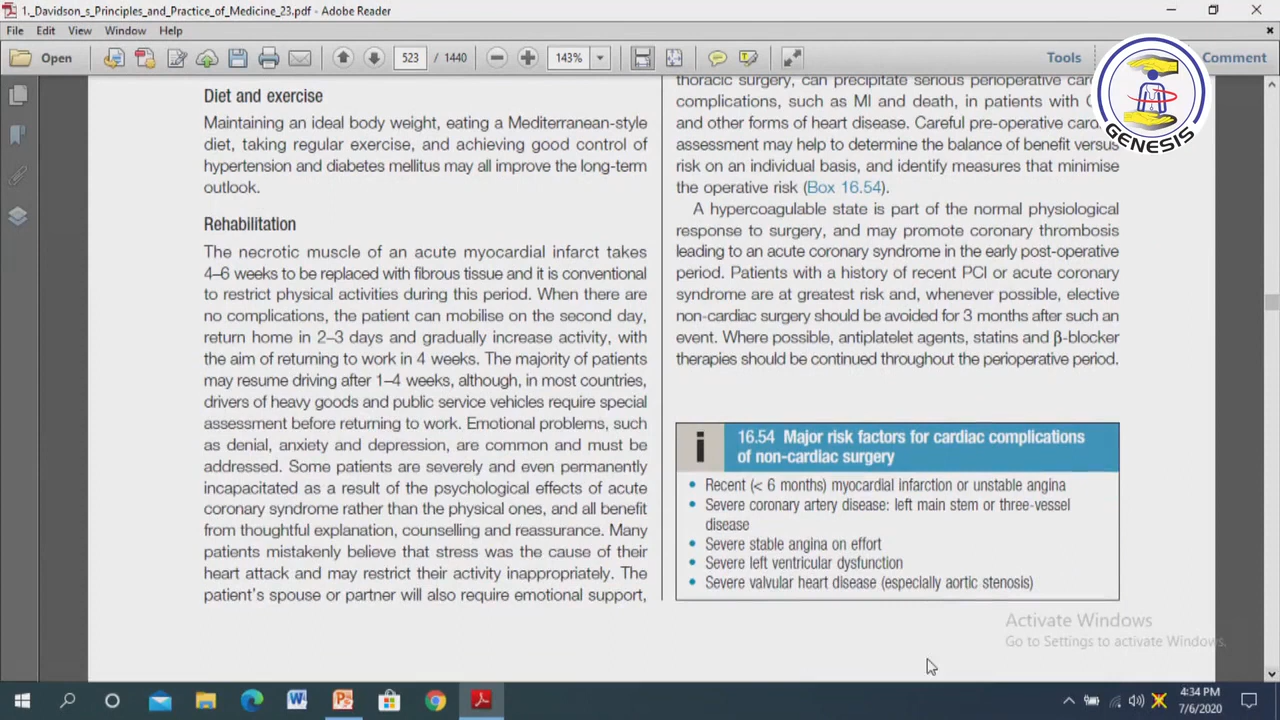 1._Davidson_s_Principles_and_Practice_of_Medicine_23.pdf - Adobe Reader
File Edit View Window Help
Open 523 / 1440 143% Tools Comment
GENESIS
Diet and exercise
Maintaining an ideal body weight, eating a Mediterranean-style
diet, taking regular exercise, and achieving good control of
hypertension and diabetes mellitus may all improve the long-term
outlook.
Rehabilitation
The necrotic muscle of an acute myocardial infarct takes
4–6 weeks to be replaced with fibrous tissue and it is conventional
to restrict physical activities during this period. When there are
no complications, the patient can mobilise on the second day,
return home in 2–3 days and gradually increase activity, with
the aim of returning to work in 4 weeks. The majority of patients
may resume driving after 1–4 weeks, although, in most countries,
drivers of heavy goods and public service vehicles require special
assessment before returning to work. Emotional problems, such
as denial, anxiety and depression, are common and must be
addressed. Some patients are severely and even permanently
incapacitated as a result of the psychological effects of acute
coronary syndrome rather than the physical ones, and all benefit
from thoughtful explanation, counselling and reassurance. Many
patients mistakenly believe that stress was the cause of their
heart attack and may restrict their activity inappropriately. The
patient's spouse or partner will also require emotional support,
thoracic surgery, can precipitate serious perioperative
complications, such as MI and death, in patients with
and other forms of heart disease. Careful pre-operative
assessment may help to determine the balance of benefit versus
risk on an individual basis, and identify measures that minimise
the operative risk (Box 16.54).
A hypercoagulable state is part of the normal physiological
response to surgery, and may promote coronary thrombosis
leading to an acute coronary syndrome in the early post-operative
period. Patients with a history of recent PCI or acute coronary
syndrome are at greatest risk and, whenever possible, elective
non-cardiac surgery should be avoided for 3 months after such an
event. Where possible, antiplatelet agents, statins and β-blocker
therapies should be continued throughout the perioperative period.
i
16.54 Major risk factors for cardiac complications
of non-cardiac surgery
• Recent (< 6 months) myocardial infarction or unstable angina
• Severe coronary artery disease: left main stem or three-vessel
disease
• Severe stable angina on effort
• Severe left ventricular dysfunction
• Severe valvular heart disease (especially aortic stenosis)
Activate Windows
Go to Settings to activate Windows.
4:34 PM
7/6/2020